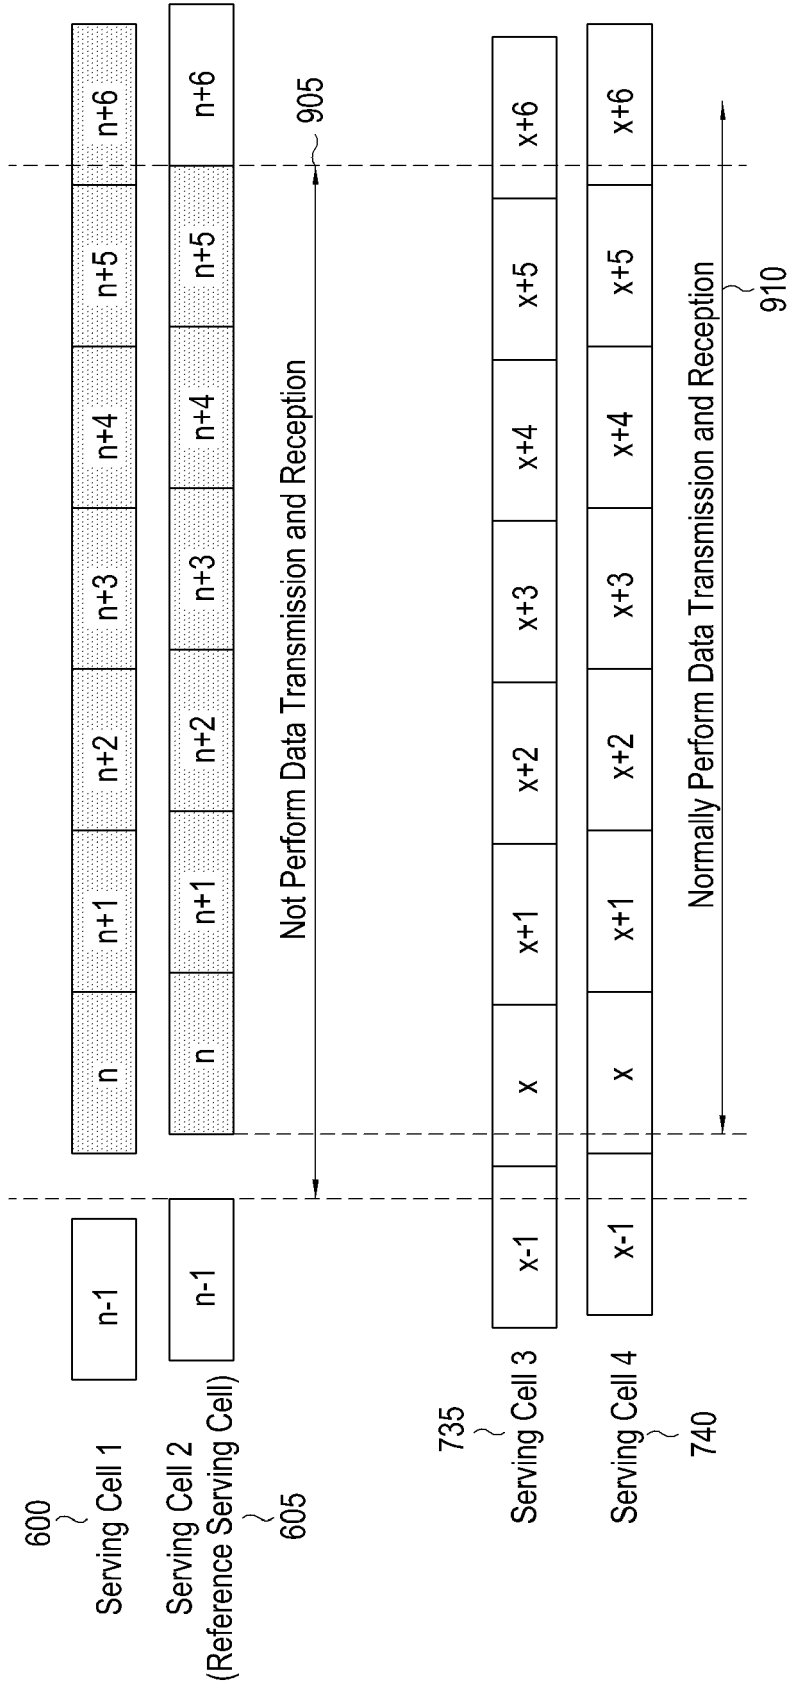 600
Serving Cell 1
n-1
n
n+1
n+2
n+3
n+4
n+5
n+6
Serving Cell 2
(Reference Serving Cell)
605
n-1
n
n+1
n+2
n+3
n+4
n+5
n+6
Not Perform Data Transmission and Reception
905
735
Serving Cell 3
x-1
x
x+1
x+2
x+3
x+4
x+5
x+6
Serving Cell 4
740
x-1
x
x+1
x+2
x+3
x+4
x+5
x+6
Normally Perform Data Transmission and Reception
910